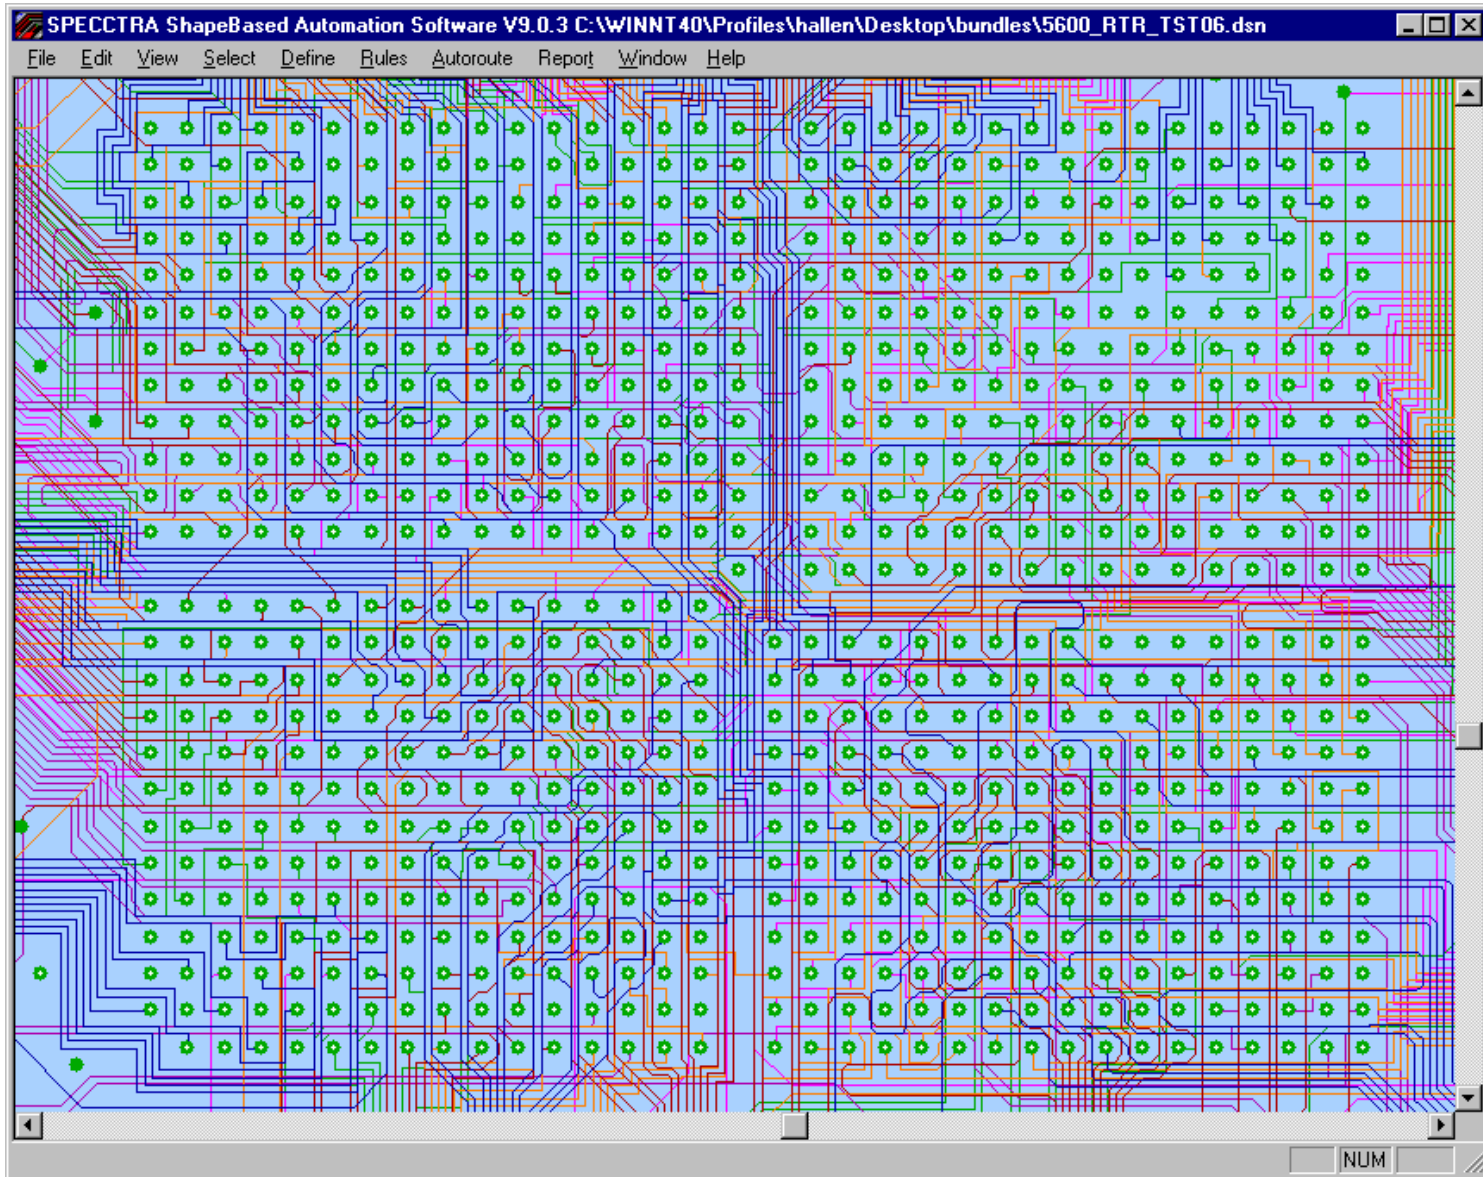 SPECCTRA ShapeBased Automation Software V9.0.3 C:\WINNT40\Profiles\hallen\Desktop\bundles\5600_RTR_TST06.dsn
File Edit View Select Define Rules Autoroute Report Window Help
NUM